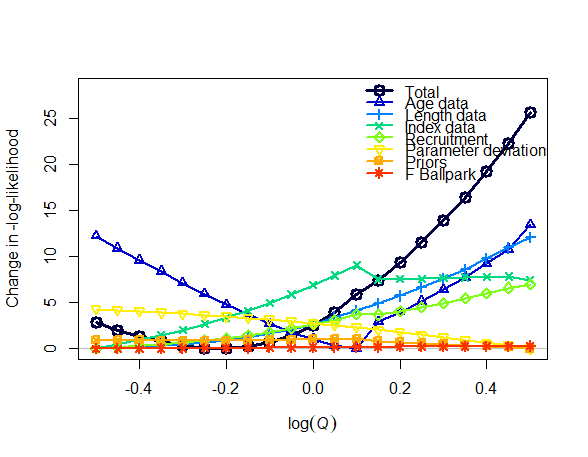 Total
Age data
Length data
Index data
Recruitment
Parameter deviations
Priors
F Ballpark
Change in -log-likelihood
25
20
15
10
5
0
-0.4 -0.2 0.0 0.2 0.4
log(Q)